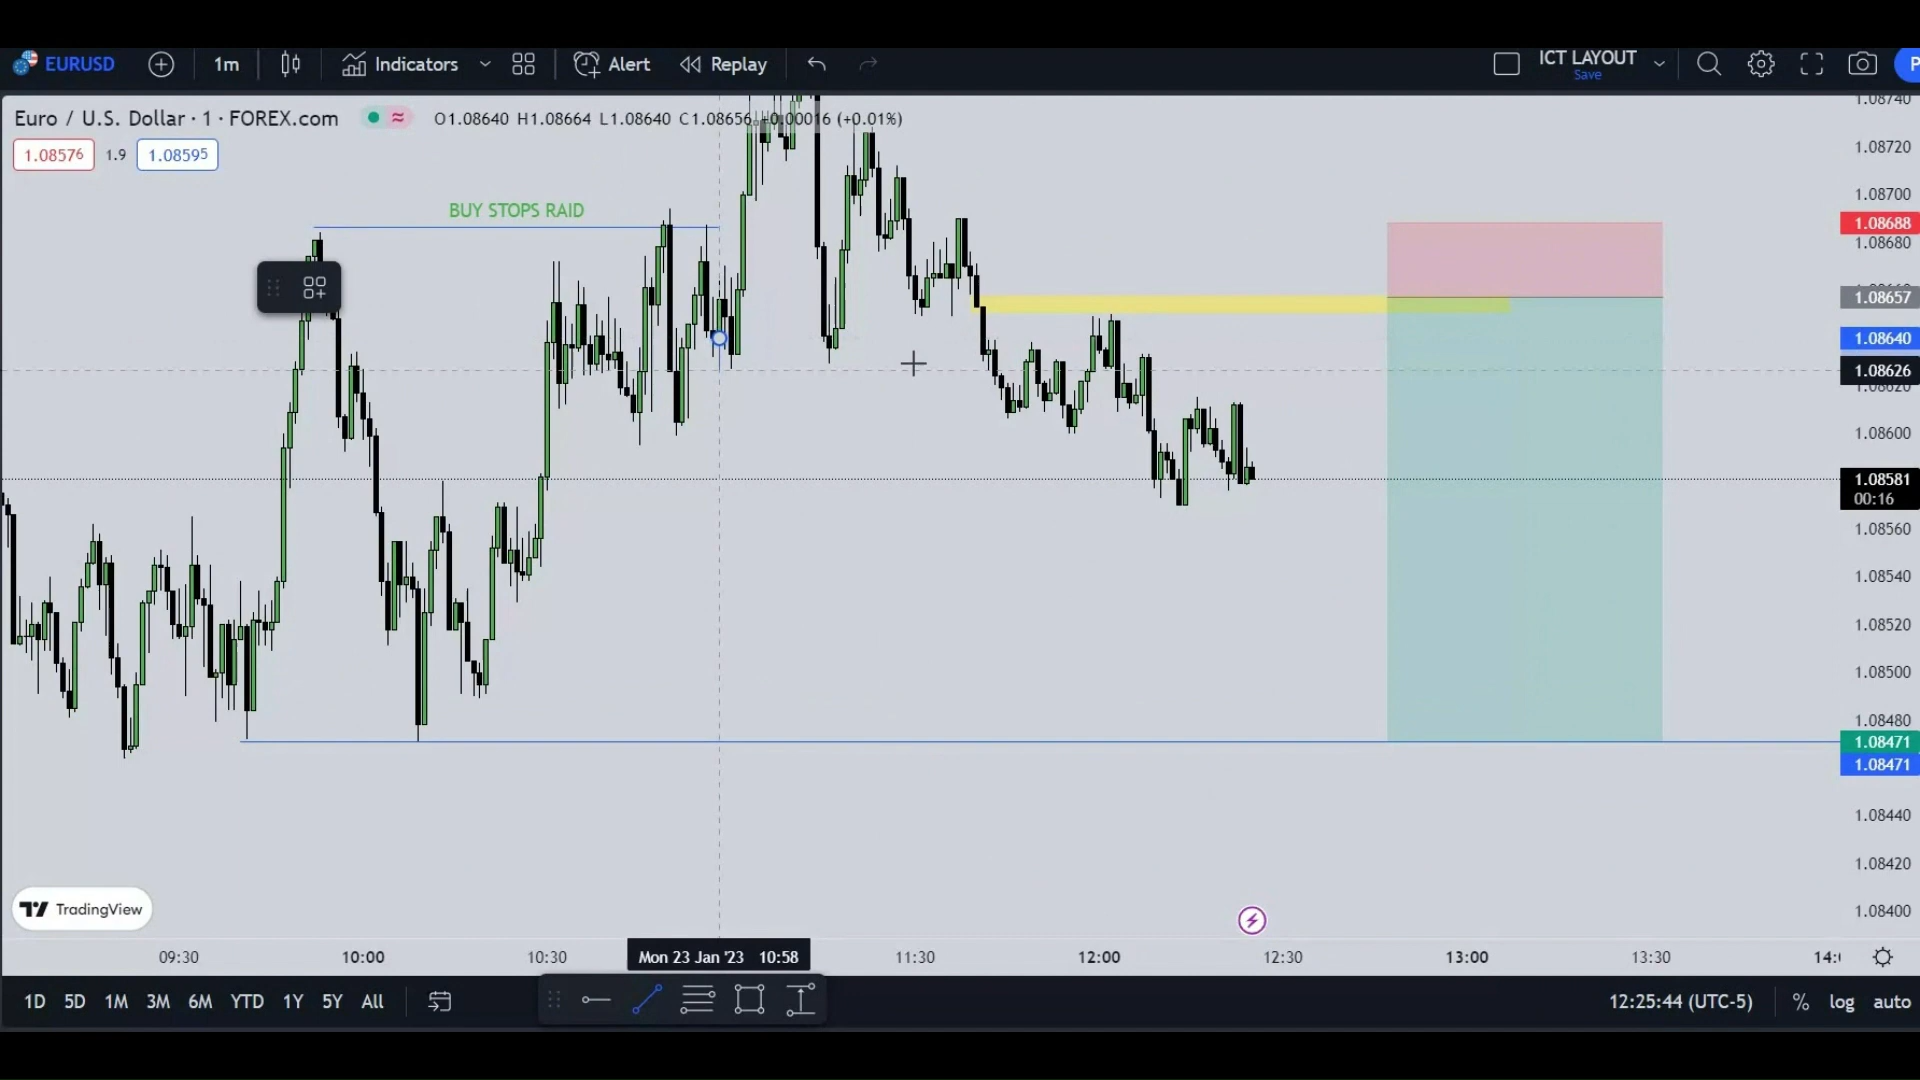 EURUSD 1m Indicators Alert Replay ICT LAYOUT P
Save
Euro / U.S. Dollar · 1 · FOREX.com O1.08640 H1.08664 L1.08640 C1.08656 +0.00016 (+0.01%)
1.08576 1.9 1.08595
BUY STOPS RAID
1.08740
1.08720
1.08700
1.08688
1.08680
1.08657
1.08640
1.08626
1.08620
1.08600
1.08581
00:16
1.08560
1.08540
1.08520
1.08500
1.08480
1.08471
1.08471
1.08440
1.08420
1.08400
TradingView
09:30 10:00 10:30 Mon 23 Jan '23 10:58 11:30 12:00 12:30 13:00 13:30 14:
1D 5D 1M 3M 6M YTD 1Y 5Y All 12:25:44 (UTC-5) % log auto